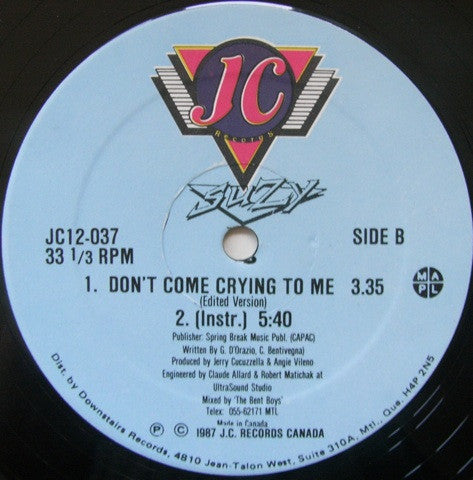 JC
Records
SUZY
JC12-037
SIDE B
33 1/3 RPM
1. DON'T COME CRYING TO ME 3.35
(Edited Version)
2. (Instr.) 5:40
MAPL
Publisher: Spring Break Music Publ. (CAPAC)
Written By G. D'Orazio, C. Bentivegna
Produced by Jerry Cucuzzella & Angie Vileno
Engineered by Claude Allard & Robert Matichak at
UltraSound Studio
Mixed by 'The Bent Boys'
Telex: 055-62171 MTL
Made in Canada
Ⓟ © 1987 J.C. RECORDS CANADA
Dist. by Downstairs Records, 4810 Jean-Talon West, Suite 310A, Mtl., Que. H4P 2N5